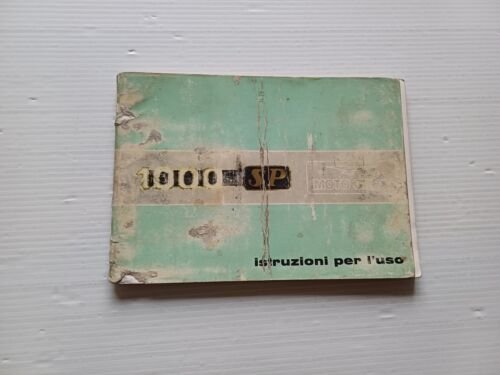 1000 SP
MOTO
istruzioni per l'uso